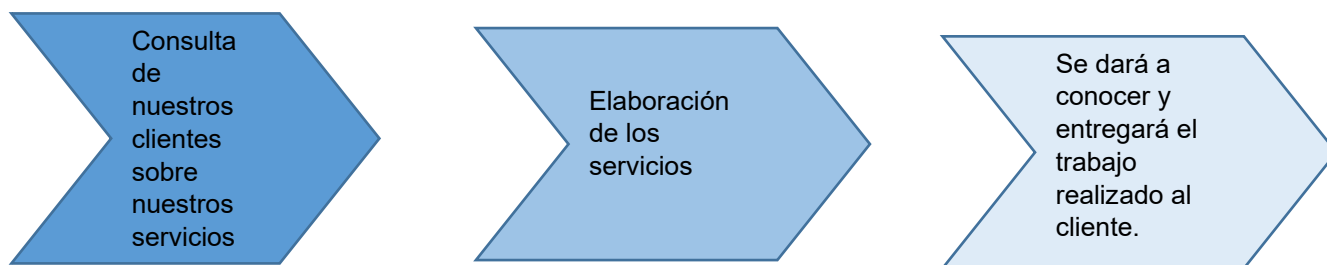 Consulta
de
nuestros
clientes
sobre
nuestros
servicios
Elaboración
de los
servicios
Se dará a
conocer y
entregará el
trabajo
realizado al
cliente.